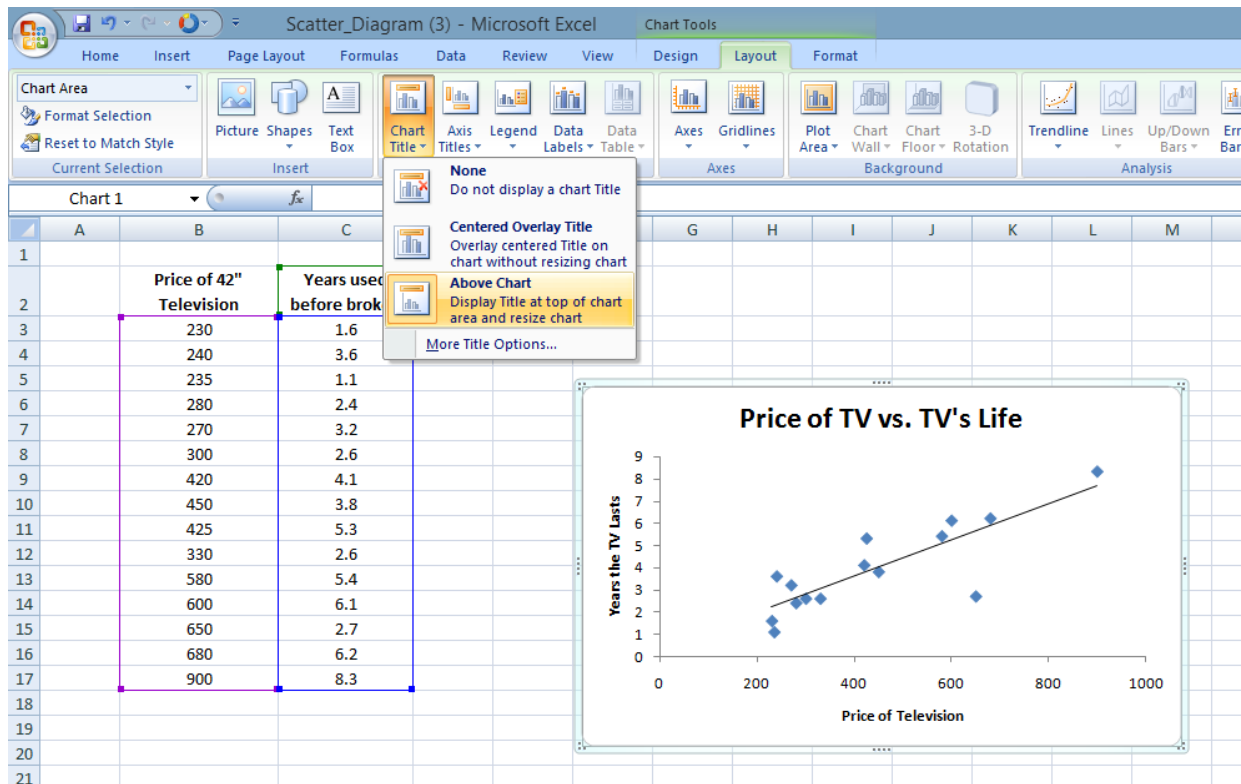 Scatter_Diagram (3) - Microsoft Excel
Chart Tools
Home Insert Page Layout Formulas Data Review View Design Layout Format
Chart Area
Format Selection
Reset to Match Style
Current Selection
Picture Shapes Text Box
Insert
Chart Title
Axis Titles
Legend
Data Labels
Data Table
Axes Gridlines
Axes
Plot Area
Chart Wall
Chart Floor
3-D Rotation
Background
Trendline Lines Up/Down Bars
Analysis
None
Do not display a chart Title
Centered Overlay Title
Overlay centered Title on
chart without resizing chart
Above Chart
Display Title at top of chart
area and resize chart
More Title Options...
Chart 1 fx
A B C G H I J K L M
1
Price of 42" Years used
2 Television before brok
3 230 1.6
4 240 3.6
5 235 1.1
6 280 2.4
7 270 3.2
8 300 2.6
9 420 4.1
10 450 3.8
11 425 5.3
12 330 2.6
13 580 5.4
14 600 6.1
15 650 2.7
16 680 6.2
17 900 8.3
18
19
20
21
Price of TV vs. TV's Life
Years the TV Lasts
9
8
7
6
5
4
3
2
1
0
0 200 400 600 800 1000
Price of Television